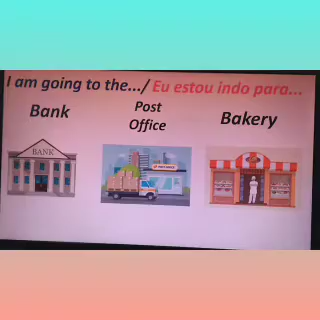 I am going to the.../ Eu estou indo para...
Bank
Post
Office
Bakery
BANK